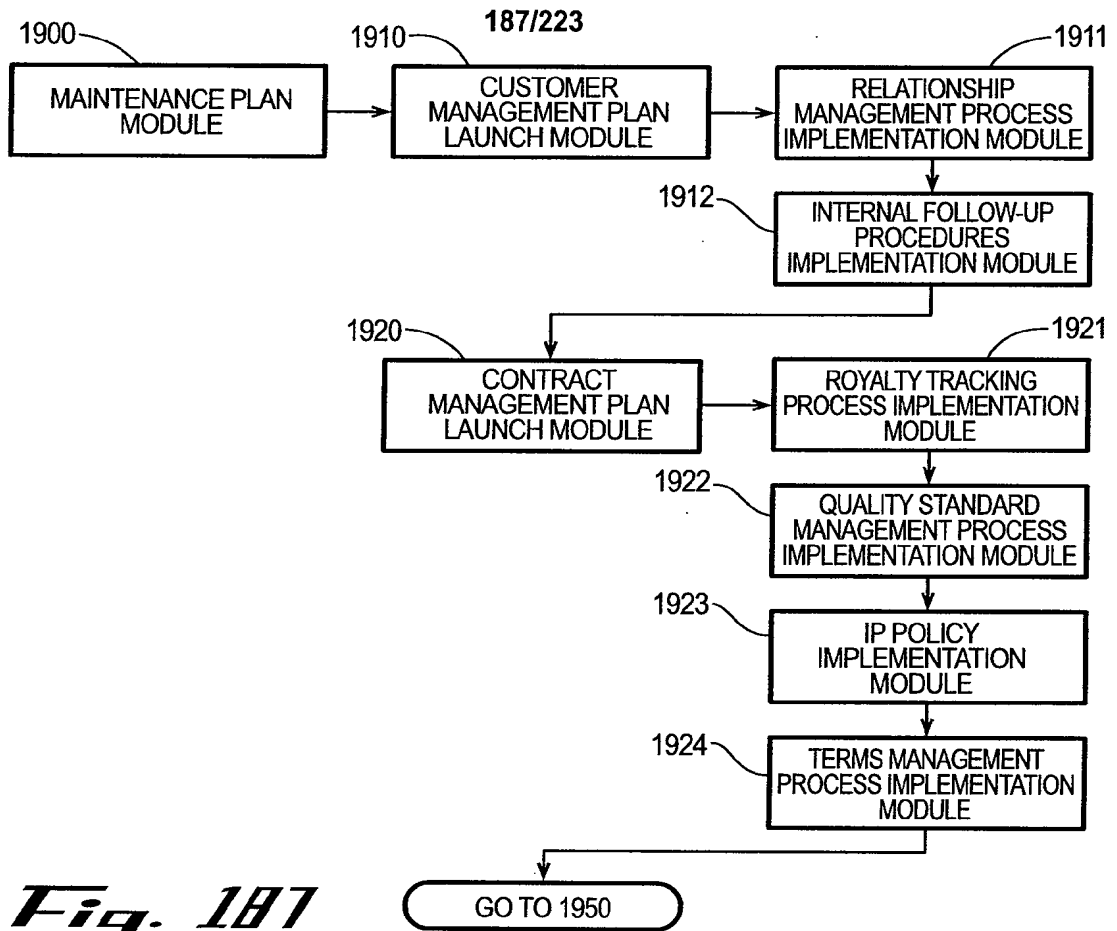 187/223
1900
MAINTENANCE PLAN
MODULE
1910
CUSTOMER
MANAGEMENT PLAN
LAUNCH MODULE
1911
RELATIONSHIP
MANAGEMENT PROCESS
IMPLEMENTATION MODULE
1912
INTERNAL FOLLOW-UP
PROCEDURES
IMPLEMENTATION MODULE
1920
CONTRACT
MANAGEMENT PLAN
LAUNCH MODULE
1921
ROYALTY TRACKING
PROCESS IMPLEMENTATION
MODULE
1922
QUALITY STANDARD
MANAGEMENT PROCESS
IMPLEMENTATION MODULE
1923
IP POLICY
IMPLEMENTATION
MODULE
1924
TERMS MANAGEMENT
PROCESS IMPLEMENTATION
MODULE
GO TO 1950
Fig. 187